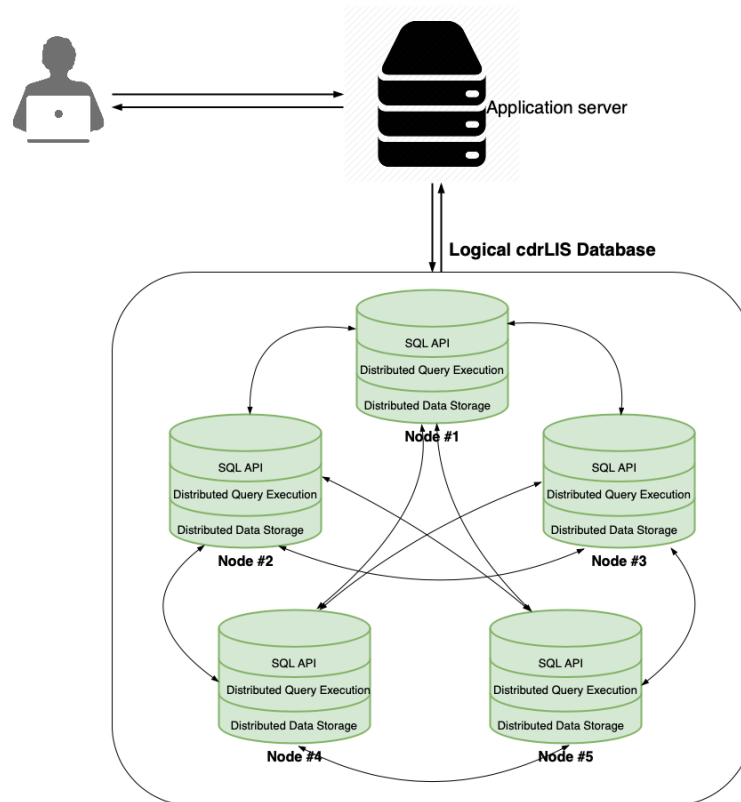 Application server
Logical cdrLIS Database
SQL API
Distributed Query Execution
Distributed Data Storage
Node #1
SQL API
Distributed Query Execution
Distributed Data Storage
Node #2
SQL API
Distributed Query Execution
Distributed Data Storage
Node #3
SQL API
Distributed Query Execution
Distributed Data Storage
Node #4
SQL API
Distributed Query Execution
Distributed Data Storage
Node #5